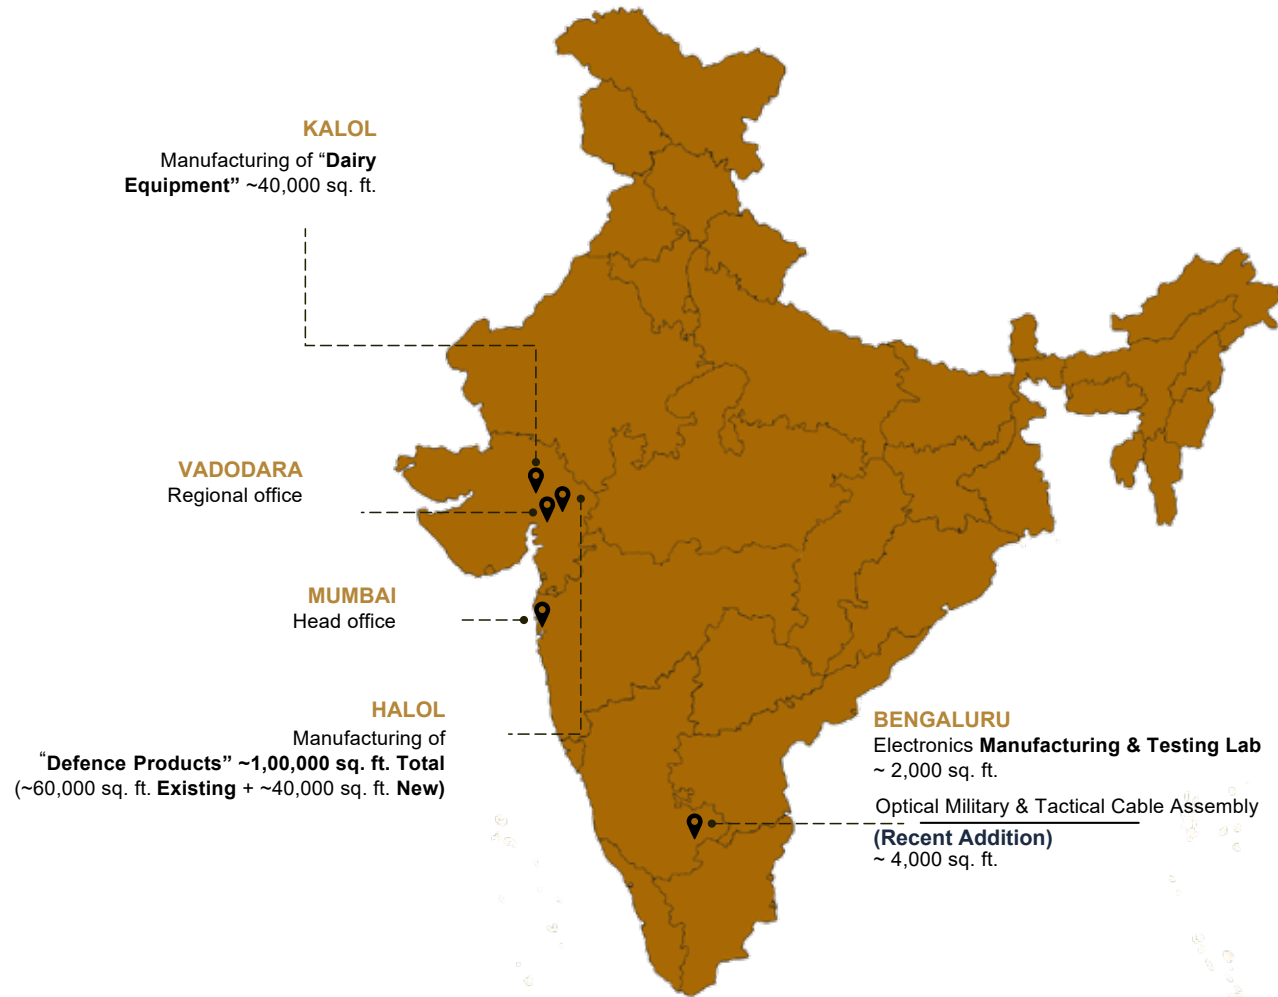 KALOL
Manufacturing of “Dairy
Equipment” ~40,000 sq. ft.
VADODARA
Regional office
MUMBAI
Head office
HALOL
Manufacturing of
“Defence Products” ~1,00,000 sq. ft. Total
(~60,000 sq. ft. Existing + ~40,000 sq. ft. New)
BENGALURU
Electronics Manufacturing & Testing Lab
~ 2,000 sq. ft.
Optical Military & Tactical Cable Assembly
(Recent Addition)
~ 4,000 sq. ft.